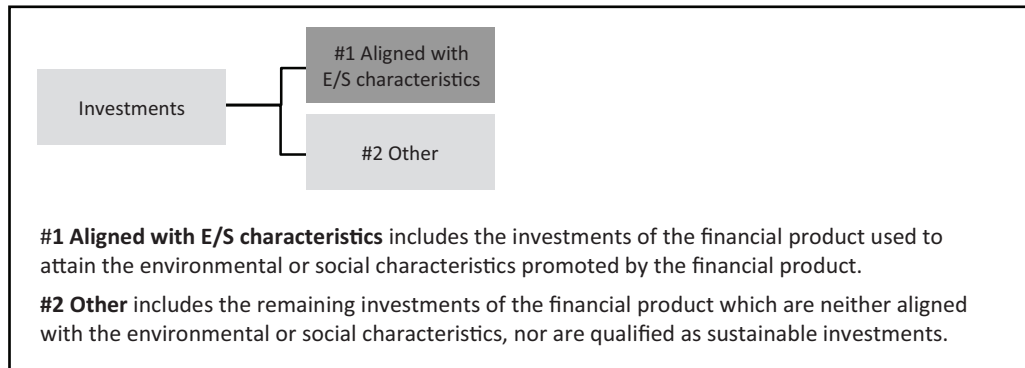 #1 Aligned with
E/S characteristics
Investments
#2 Other
#1 Aligned with E/S characteristics includes the investments of the financial product used to
attain the environmental or social characteristics promoted by the financial product.
#2 Other includes the remaining investments of the financial product which are neither aligned
with the environmental or social characteristics, nor are qualified as sustainable investments.